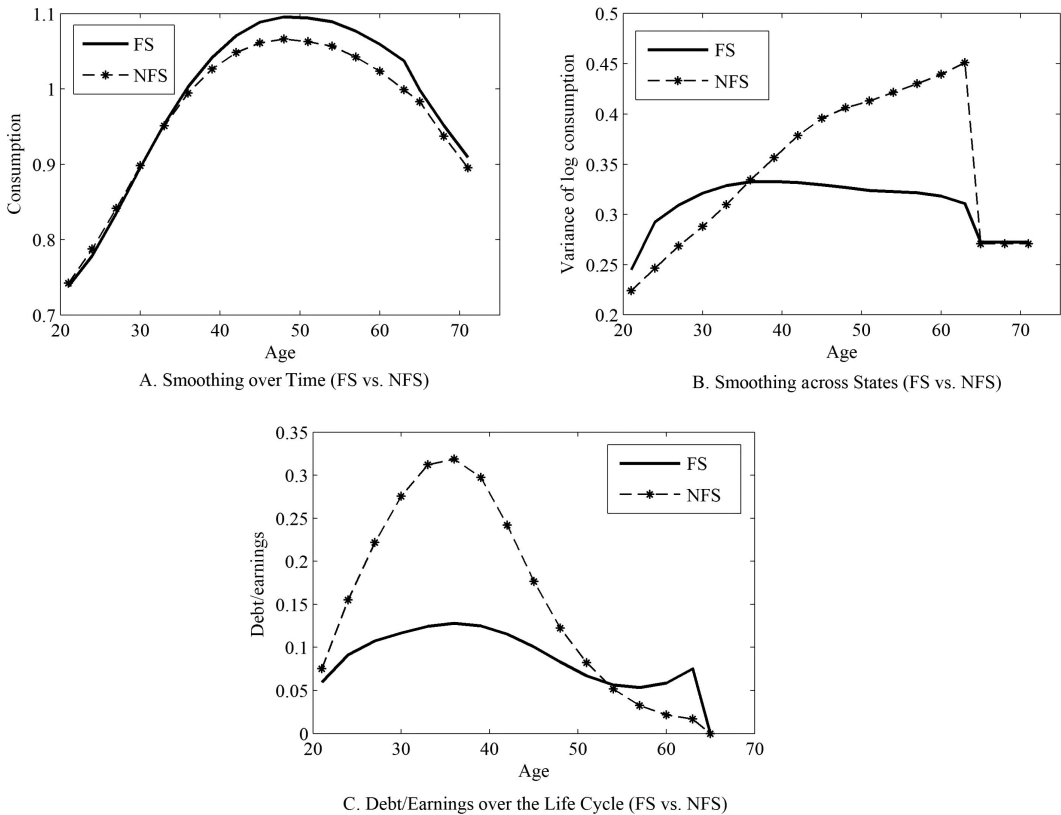 1.1
1
0.9
0.8
0.7
Consumption
FS
NFS
20
30
40
50
60
70
Age
A. Smoothing over Time (FS vs. NFS)
0.5
0.45
0.4
0.35
0.3
0.25
0.2
Variance of log consumption
FS
NFS
20
30
40
50
60
70
Age
B. Smoothing across States (FS vs. NFS)
0.35
0.3
0.25
0.2
0.15
0.1
0.05
0
Debt/earnings
FS
NFS
20
30
40
50
60
70
Age
C. Debt/Earnings over the Life Cycle (FS vs. NFS)